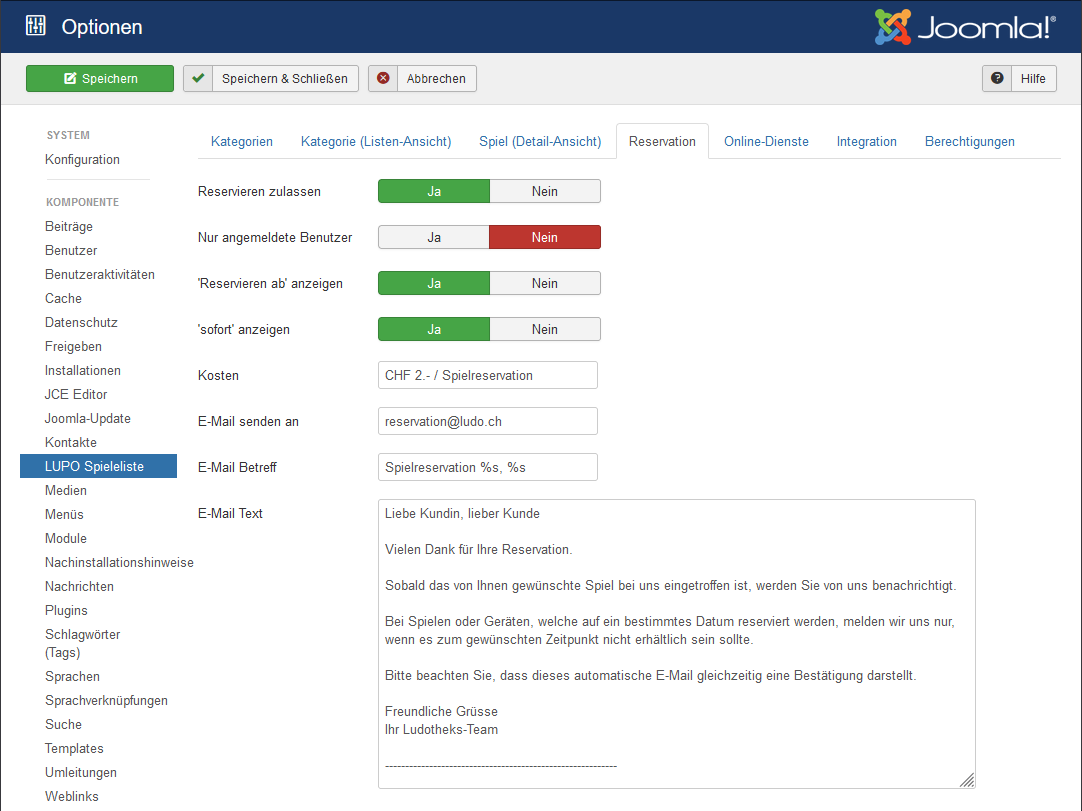 Optionen
Joomla!®
Speichern
Speichern & Schließen
Abbrechen
Hilfe
SYSTEM
Konfiguration
KOMPONENTE
Beiträge
Benutzer
Benutzeraktivitäten
Cache
Datenschutz
Freigeben
Installationen
JCE Editor
Joomla-Update
Kontakte
LUPO Spieleliste
Medien
Menüs
Module
Nachinstallationshinweise
Nachrichten
Plugins
Schlagwörter
(Tags)
Sprachen
Sprachverknüpfungen
Suche
Templates
Umleitungen
Weblinks
Kategorien
Kategorie (Listen-Ansicht)
Spiel (Detail-Ansicht)
Reservation
Online-Dienste
Integration
Berechtigungen
Reservieren zulassen Ja Nein
Nur angemeldete Benutzer Ja Nein
'Reservieren ab' anzeigen Ja Nein
'sofort' anzeigen Ja Nein
Kosten CHF 2.- / Spielreservation
E-Mail senden an reservation@ludo.ch
E-Mail Betreff Spielreservation %s, %s
E-Mail Text
Liebe Kundin, lieber Kunde
Vielen Dank für Ihre Reservation.
Sobald das von Ihnen gewünschte Spiel bei uns eingetroffen ist, werden Sie von uns benachrichtigt.
Bei Spielen oder Geräten, welche auf ein bestimmtes Datum reserviert werden, melden wir uns nur,
wenn es zum gewünschten Zeitpunkt nicht erhältlich sein sollte.
Bitte beachten Sie, dass dieses automatische E-Mail gleichzeitig eine Bestätigung darstellt.
Freundliche Grüsse
Ihr Ludotheks-Team
----------------------------------------------------------